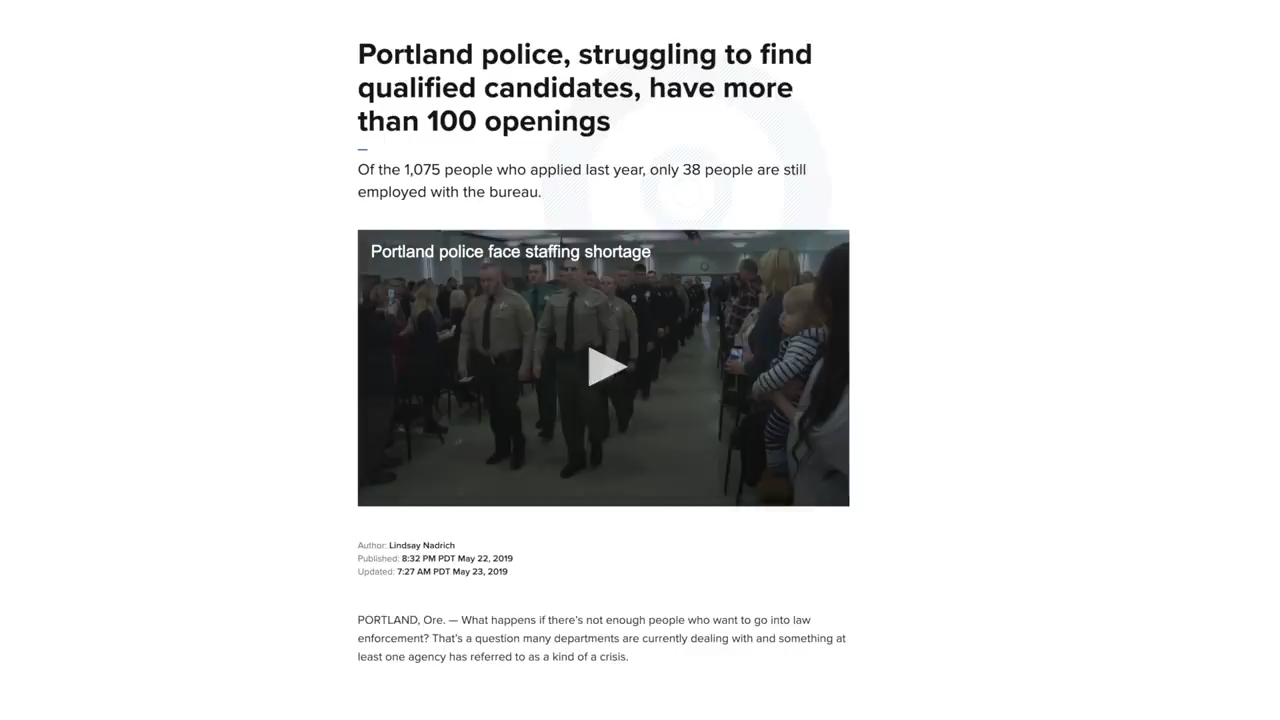 Portland police, struggling to find
qualified candidates, have more
than 100 openings
Of the 1,075 people who applied last year, only 38 people are still
employed with the bureau.
Portland police face staffing shortage
Author: Lindsay Nadrich
Published: 8:32 PM PDT May 22, 2019
Updated: 7:27 AM PDT May 23, 2019
PORTLAND, Ore. — What happens if there's not enough people who want to go into law
enforcement? That's a question many departments are currently dealing with and something at
least one agency has referred to as a kind of a crisis.